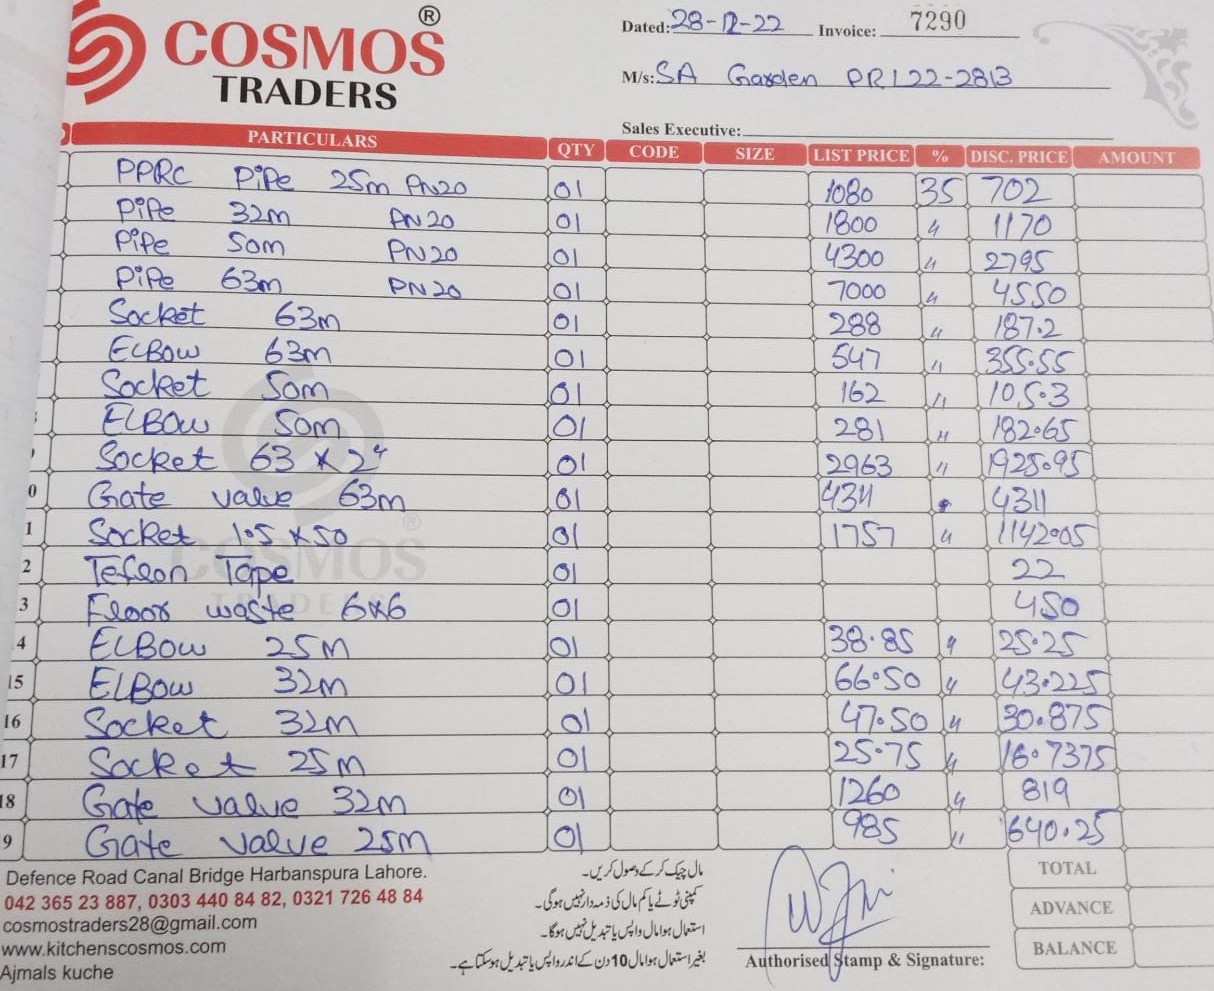 COSMOS ®
TRADERS
Dated: 28-12-22 Invoice: 7290
M/s: SA Garden PRI 22-2813
Sales Executive:
PARTICULARS QTY CODE SIZE LIST PRICE % DISC. PRICE AMOUNT
PPRC Pipe 25m PN20 01 1080 35 702
Pipe 32m PN20 01 1800 " 1170
Pipe 50m PN20 01 4300 " 2795
Pipe 63m PN20 01 7000 " 4550
Socket 63m 01 288 " 187.2
ELBow 63m 01 547 " 355.55
Socket 50m 01 162 " 105.3
ELBow 50m 01 281 " 182.65
Socket 63 x 2" 01 2963 " 1925.95
0 Gate valve 63m 01 4311 4311
1 Socket 1.5 x 50 01 1757 " 1142.05
2 Teflon Tape 01 22
3 Floor waste 6x6 01 450
4 ELBow 25M 01 38.85 " 25.25
15 ELBow 32M 01 66.50 " 43.225
16 Socket 32M 01 47.50 " 30.875
17 Socket 25M 01 25.75 " 16.7375
18 Gate valve 32M 01 1260 " 819
9 Gate valve 25M 01 985 " 640.25
COSMOS ®
TRADERS
Defence Road Canal Bridge Harbanspura Lahore.
042 365 23 887, 0303 440 84 82, 0321 726 48 84
cosmostraders28@gmail.com
www.kitchenscosmos.com
Ajmals kuche
مال چیک کر کے وصول کریں۔
کمپنی ٹوٹے یا کم مال کی ذمہ دار نہیں ہوگی۔
استعمال ہوا مال واپس یا تبدیل نہیں ہوگا۔
بغیر استعمال ہوا مال 10 دن کے اندر واپس یا تبدیل ہوسکتا ہے۔
Authorised Stamp & Signature:
TOTAL
ADVANCE
BALANCE